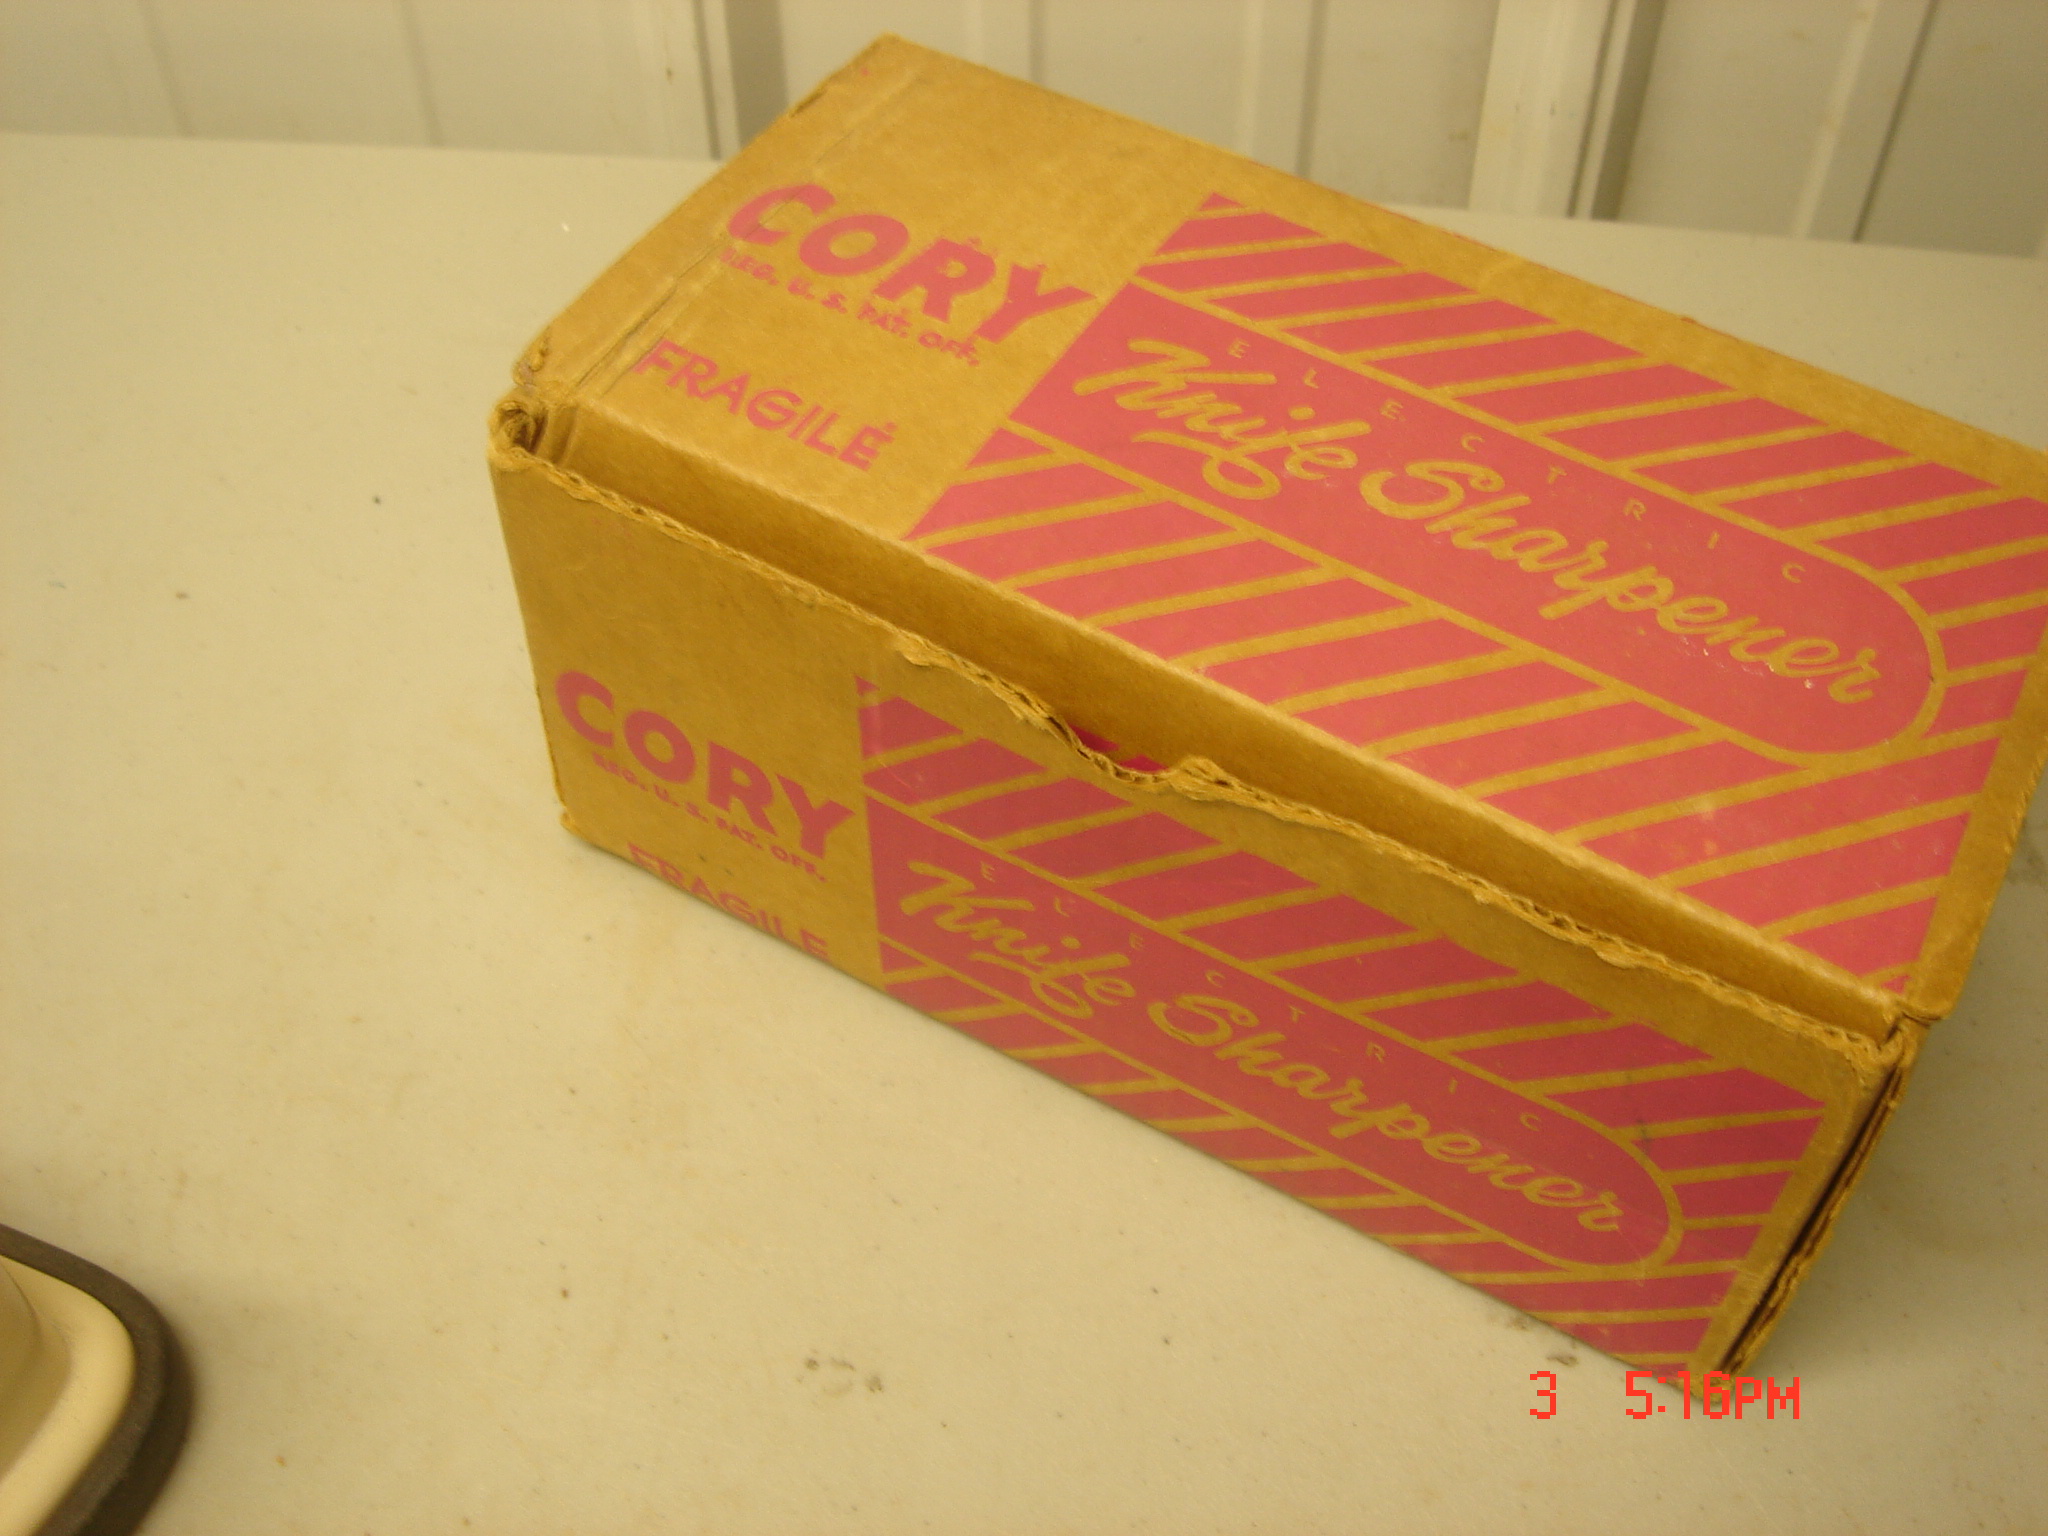 CORY
REG. U. S. PAT. OFF.
FRAGILE
ELECTRIC
Knife Sharpener
CORY
REG. U. S. PAT. OFF.
FRAGILE
ELECTRIC
Knife Sharpener
3 5:16PM